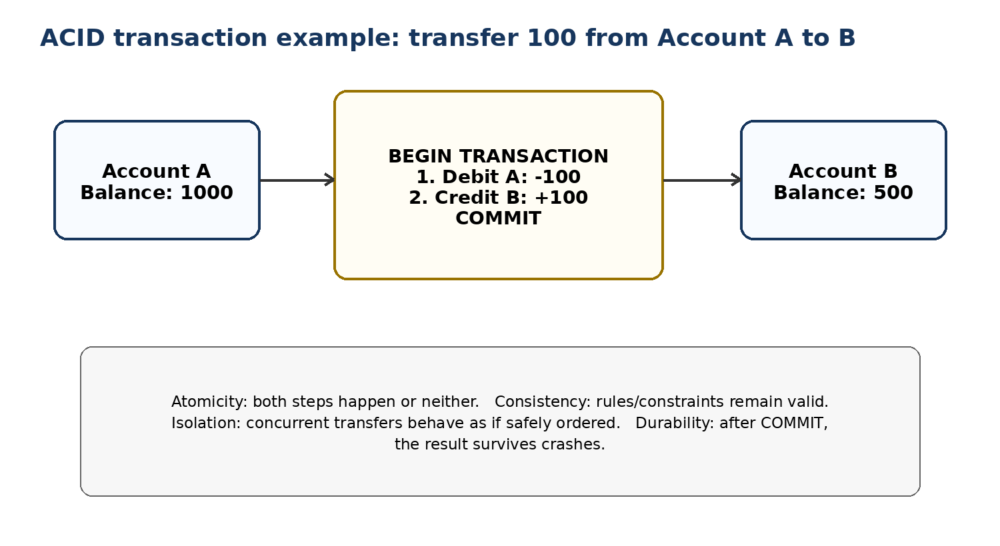 ACID transaction example: transfer 100 from Account A to B
Account A
Balance: 1000
BEGIN TRANSACTION
1. Debit A: -100
2. Credit B: +100
COMMIT
Account B
Balance: 500
Atomicity: both steps happen or neither.   Consistency: rules/constraints remain valid.
Isolation: concurrent transfers behave as if safely ordered.   Durability: after COMMIT,
the result survives crashes.